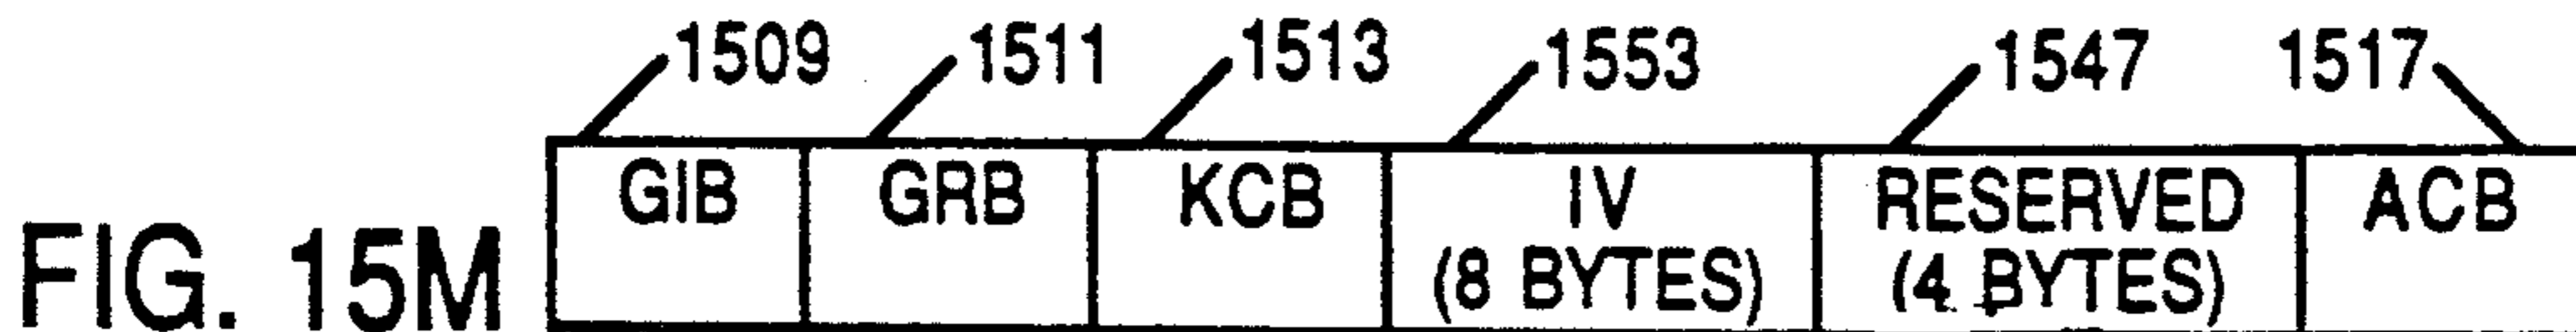 1509 1511 1513 1553 1547 1517
GIB GRB KCB IV RESERVED ACB
FIG. 15M (8 BYTES) (4 BYTES)